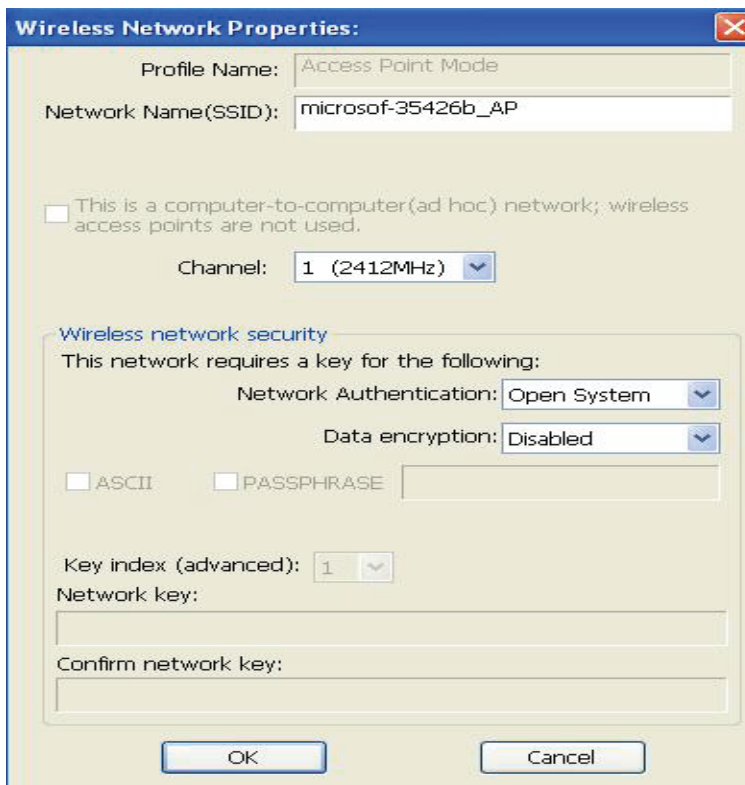 Wireless Network Properties:
Profile Name: Access Point Mode
Network Name(SSID): microsof-35426b_AP
This is a computer-to-computer(ad hoc) network; wireless
access points are not used.
Channel: 1 (2412MHz)
Wireless network security
This network requires a key for the following:
Network Authentication: Open System
Data encryption: Disabled
ASCII PASSPHRASE
Key index (advanced): 1
Network key:
Confirm network key:
OK Cancel